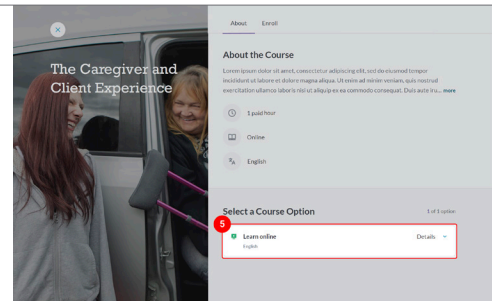 About Enroll
The Caregiver and
Client Experience
About the Course
Lorem ipsum dolor sit amet, consectetur adipiscing elit, sed do eiusmod tempor
incididunt ut labore et dolore magna aliqua. Ut enim ad minim veniam, quis nostrud
exercitation ullamco laboris nisi ut aliquip ex ea commodo consequat. Duis aute iru... more
1 paid hour
Online
English
Select a Course Option 1 of 1 option
5
Learn online Details
English